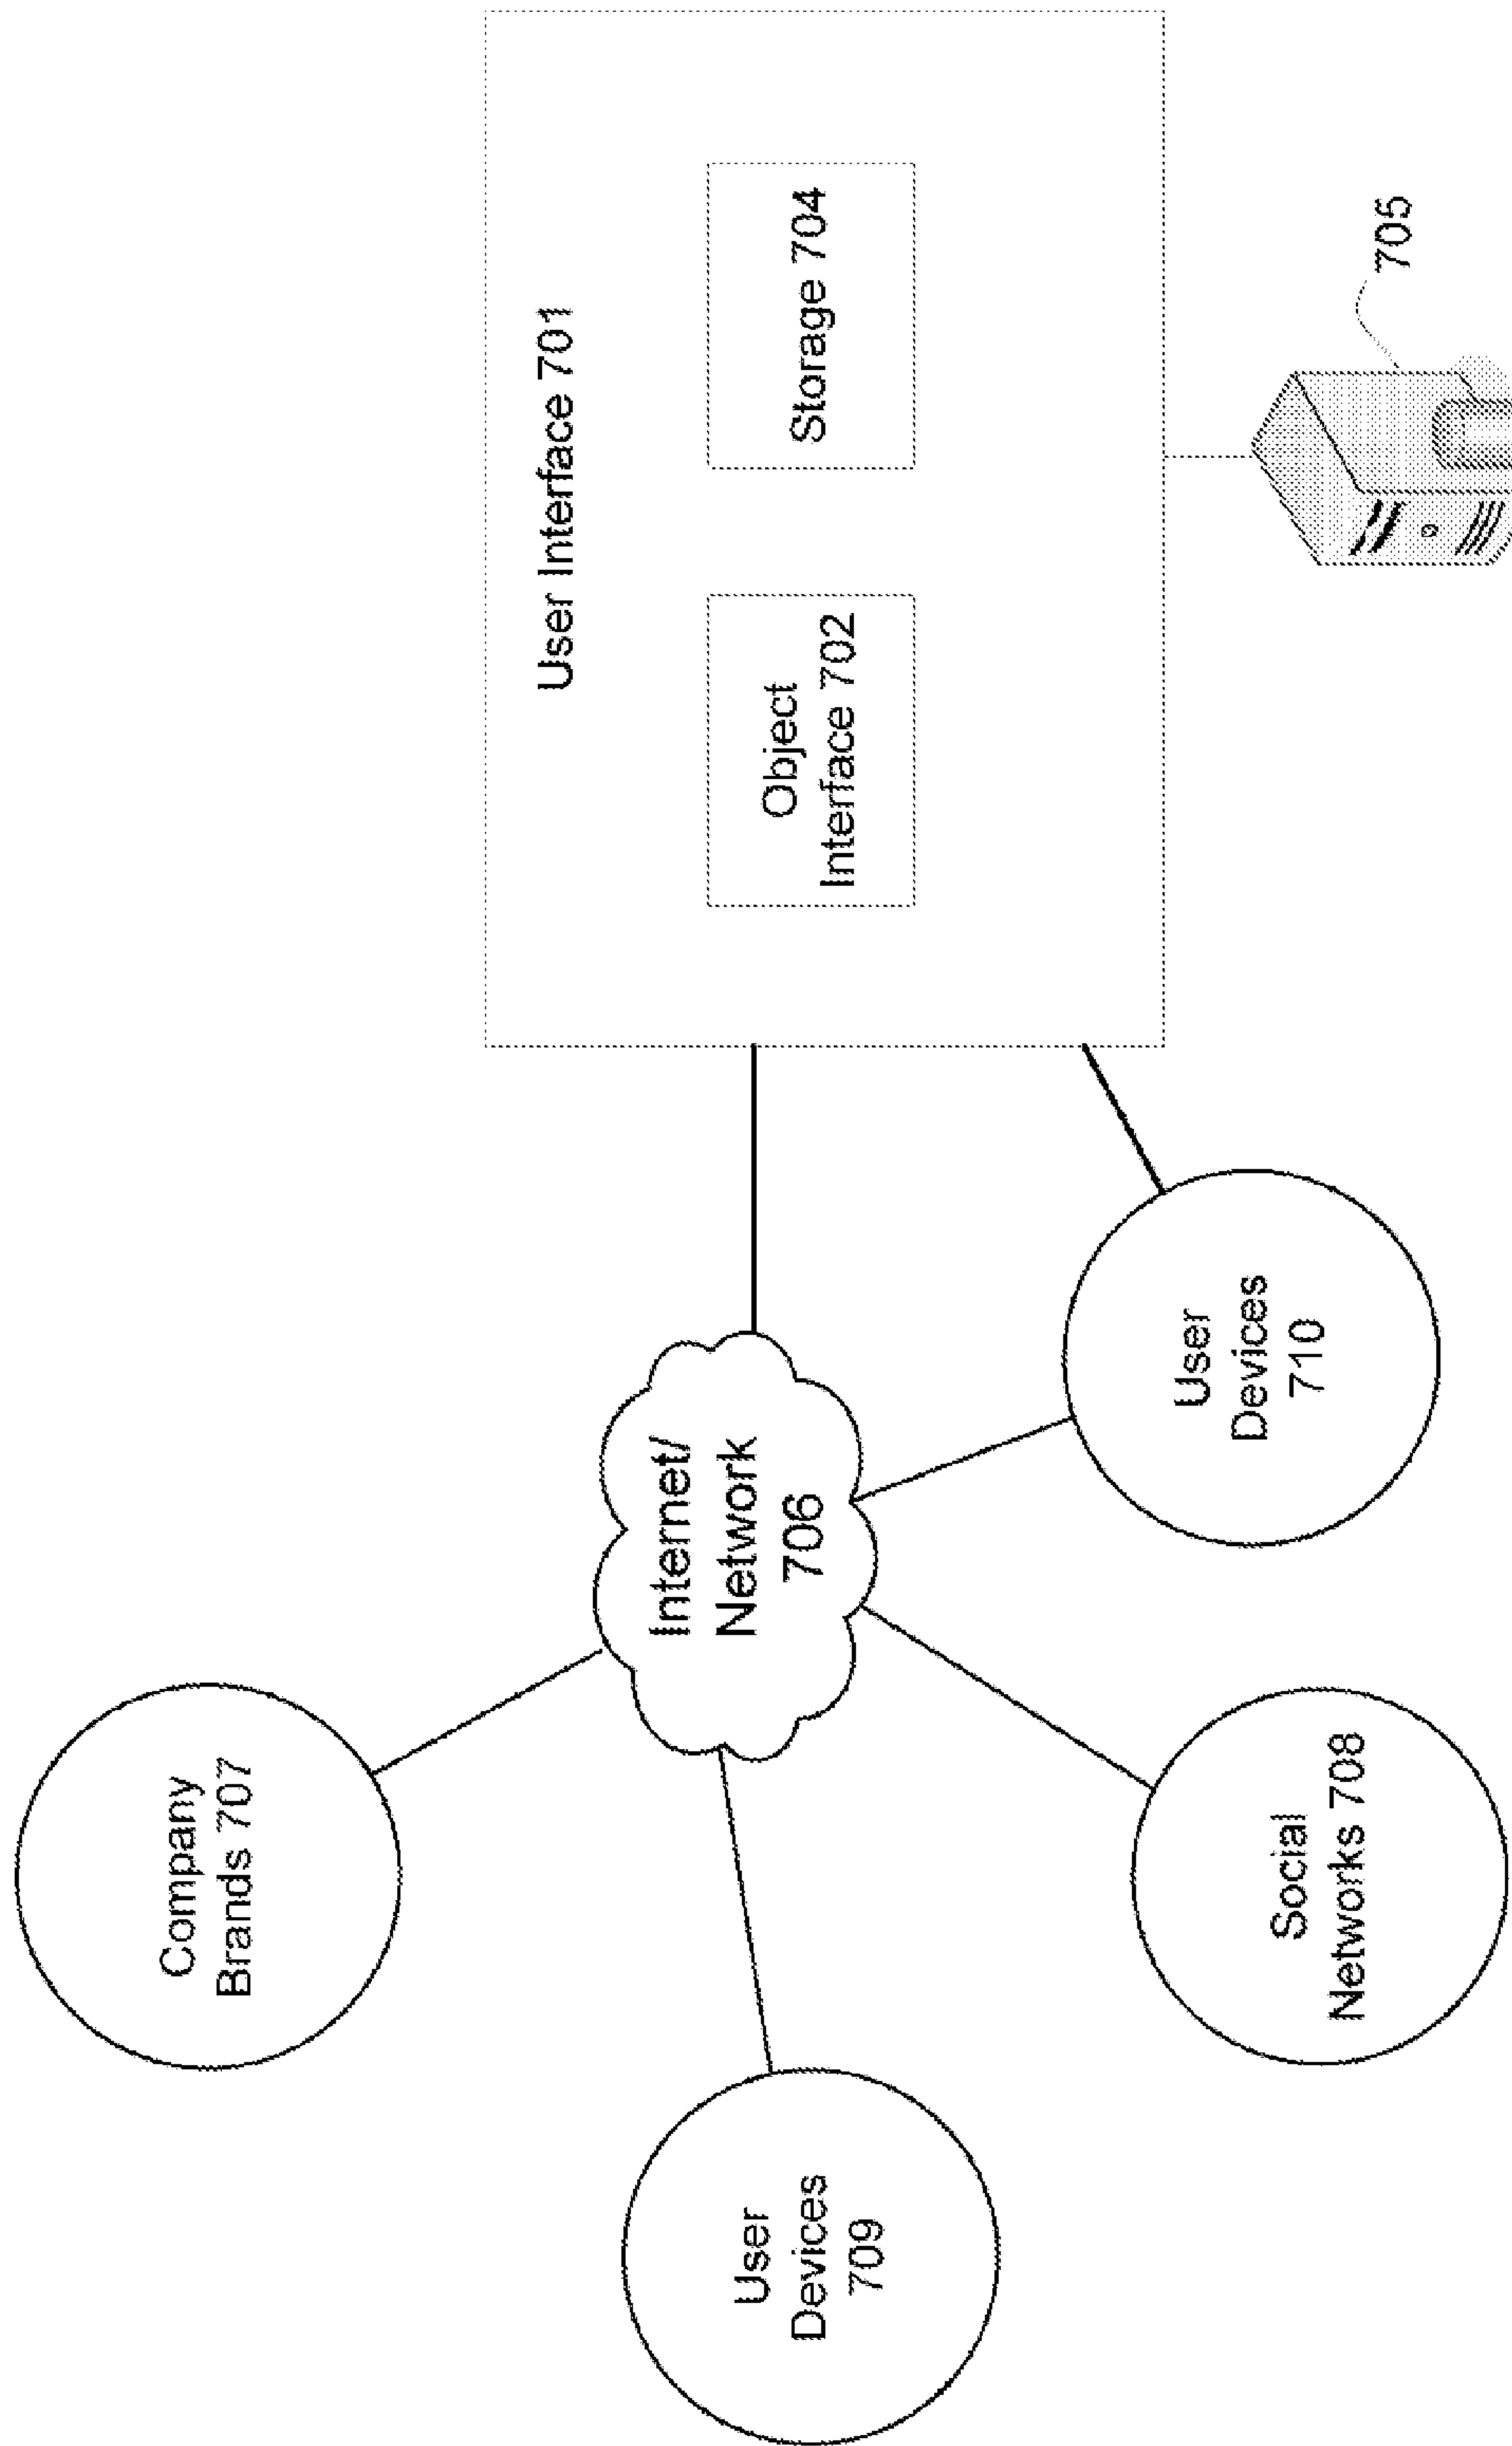 Company
Brands 707
User
Devices
709
Internet/
Network
706
Social
Networks 708
User
Devices
710
User Interface 701
Object
Interface 702
Storage 704
705